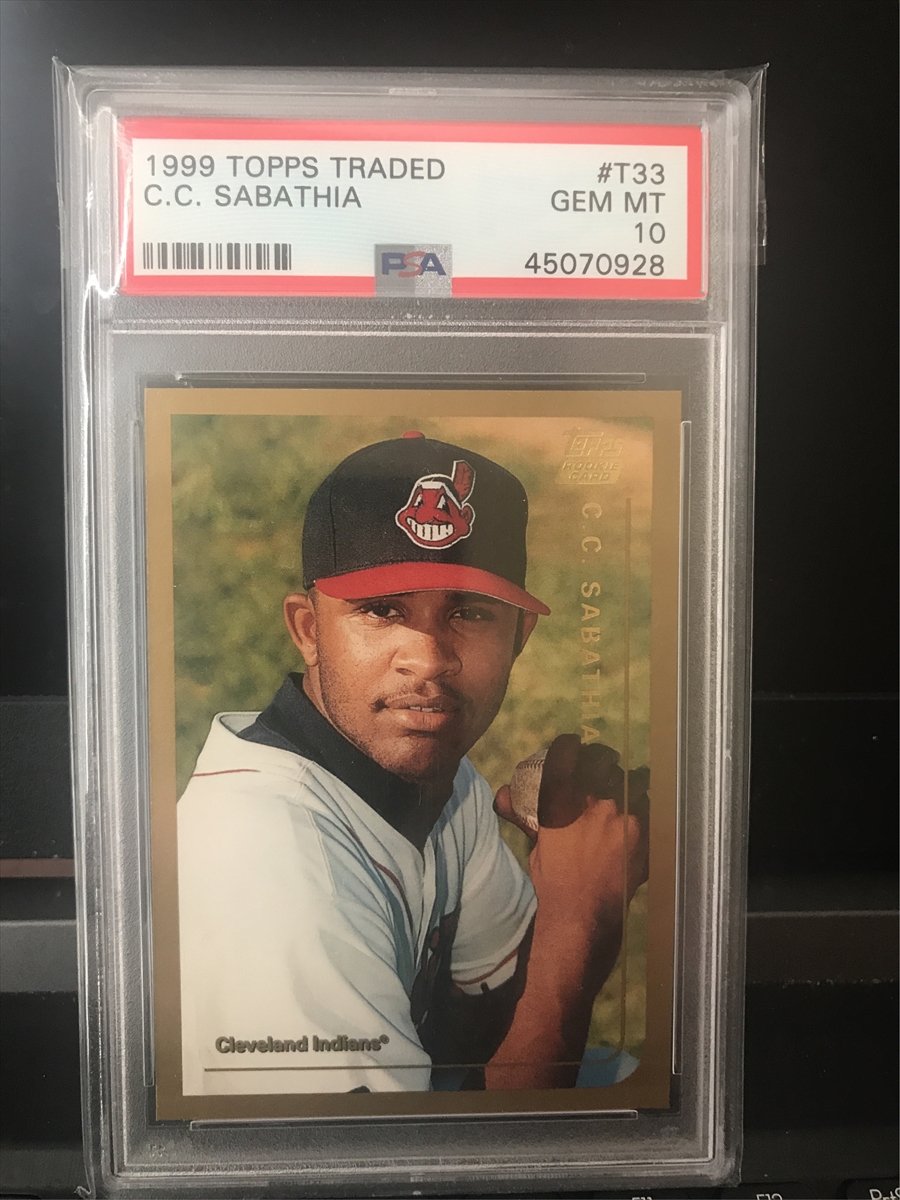 1999 TOPPS TRADED #T33
C.C. SABATHIA GEM MT
10
PSA 45070928
TOPPS
ROOKIE
CARD
C.C. SABATHIA
Cleveland Indians®